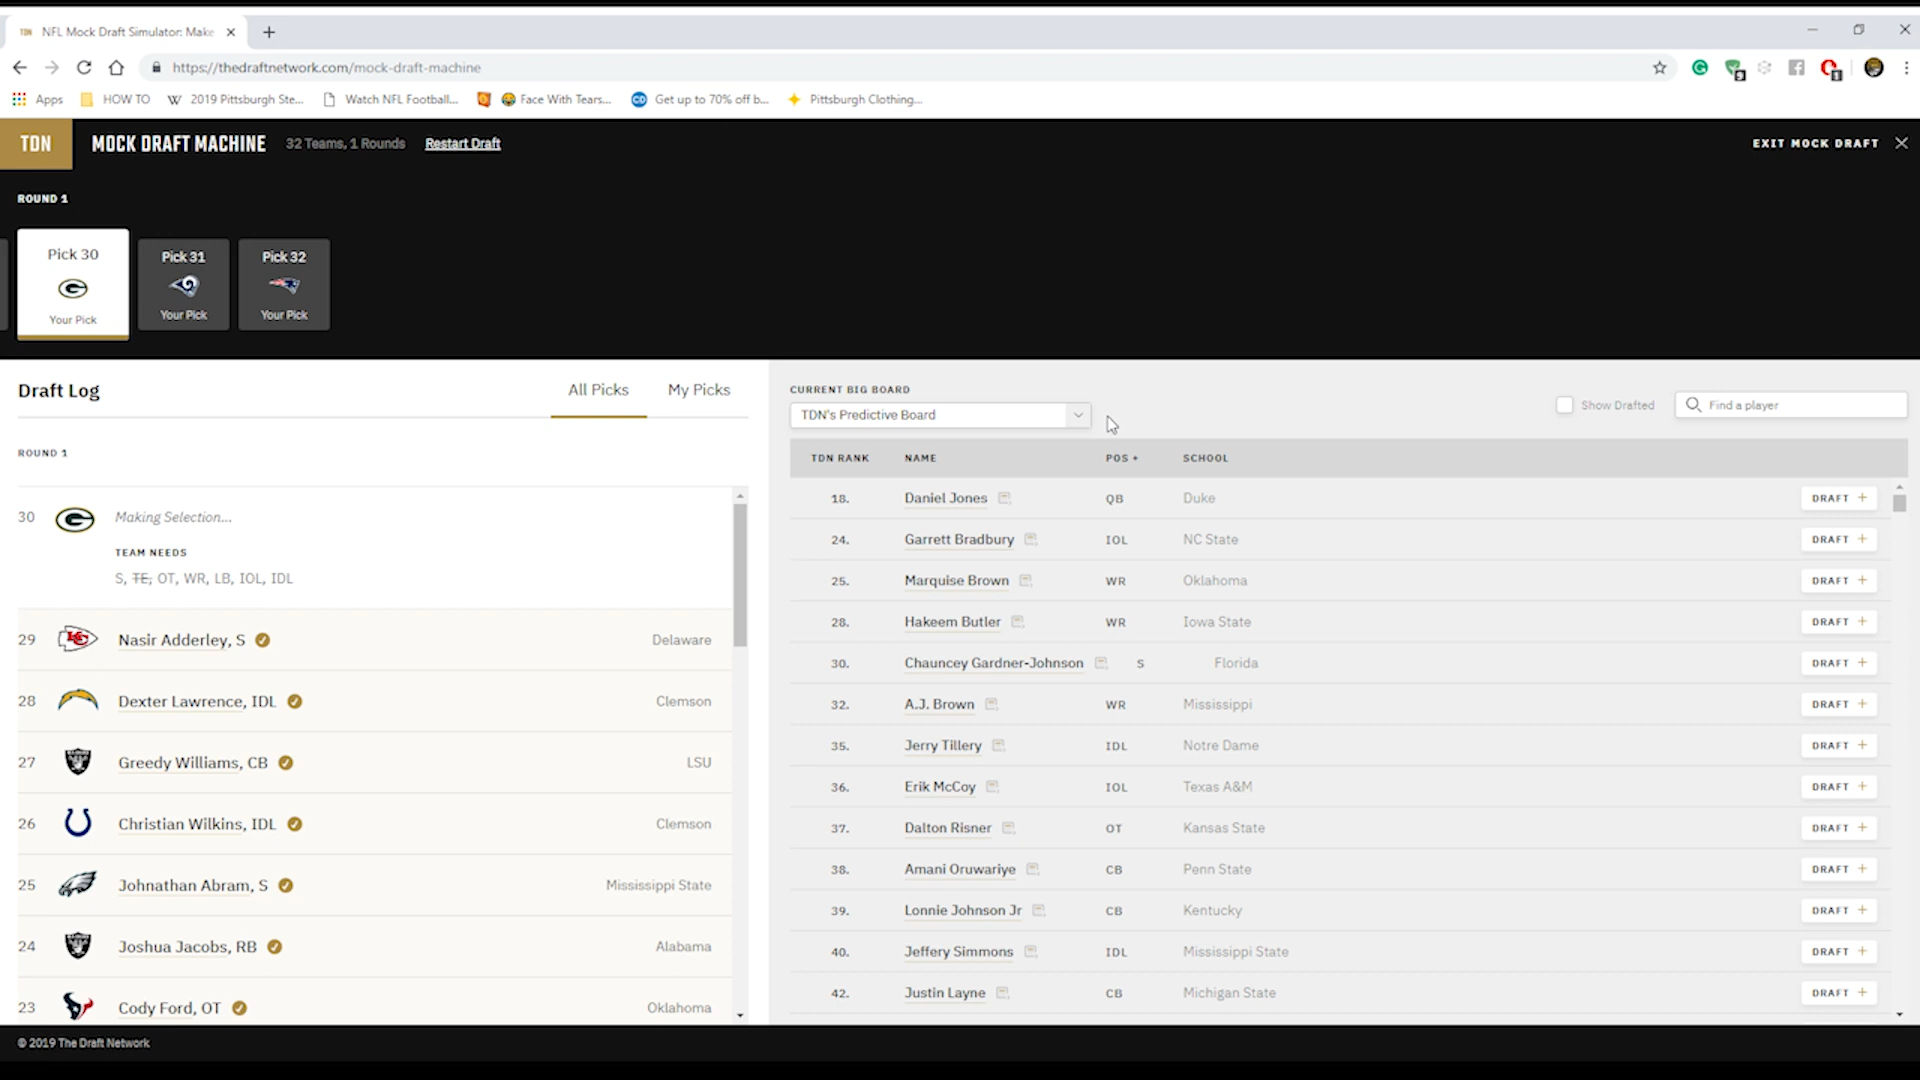 TDN NFL Mock Draft Simulator: Make
https://thedraftnetwork.com/mock-draft-machine
Apps HOW TO W 2019 Pittsburgh Ste... Watch NFL Football... Face With Tears... CD Get up to 70% off b... Pittsburgh Clothing...
TDN MOCK DRAFT MACHINE 32 Teams, 1 Rounds Restart Draft EXIT MOCK DRAFT
ROUND 1
Pick 30 Pick 31 Pick 32
Your Pick Your Pick Your Pick
Draft Log All Picks My Picks
ROUND 1
30 Making Selection...
TEAM NEEDS
S, TE, OT, WR, LB, IOL, IDL
29 Nasir Adderley, S Delaware
28 Dexter Lawrence, IDL Clemson
27 Greedy Williams, CB LSU
26 Christian Wilkins, IDL Clemson
25 Johnathan Abram, S Mississippi State
24 Joshua Jacobs, RB Alabama
23 Cody Ford, OT Oklahoma
CURRENT BIG BOARD
TDN's Predictive Board Show Drafted Find a player
TDN RANK NAME POS + SCHOOL
18. Daniel Jones QB Duke DRAFT +
24. Garrett Bradbury IOL NC State DRAFT +
25. Marquise Brown WR Oklahoma DRAFT +
28. Hakeem Butler WR Iowa State DRAFT +
30. Chauncey Gardner-Johnson S Florida DRAFT +
32. A.J. Brown WR Mississippi DRAFT +
35. Jerry Tillery IDL Notre Dame DRAFT +
36. Erik McCoy IOL Texas A&M DRAFT +
37. Dalton Risner OT Kansas State DRAFT +
38. Amani Oruwariye CB Penn State DRAFT +
39. Lonnie Johnson Jr CB Kentucky DRAFT +
40. Jeffery Simmons IDL Mississippi State DRAFT +
42. Justin Layne CB Michigan State DRAFT +
© 2019 The Draft Network